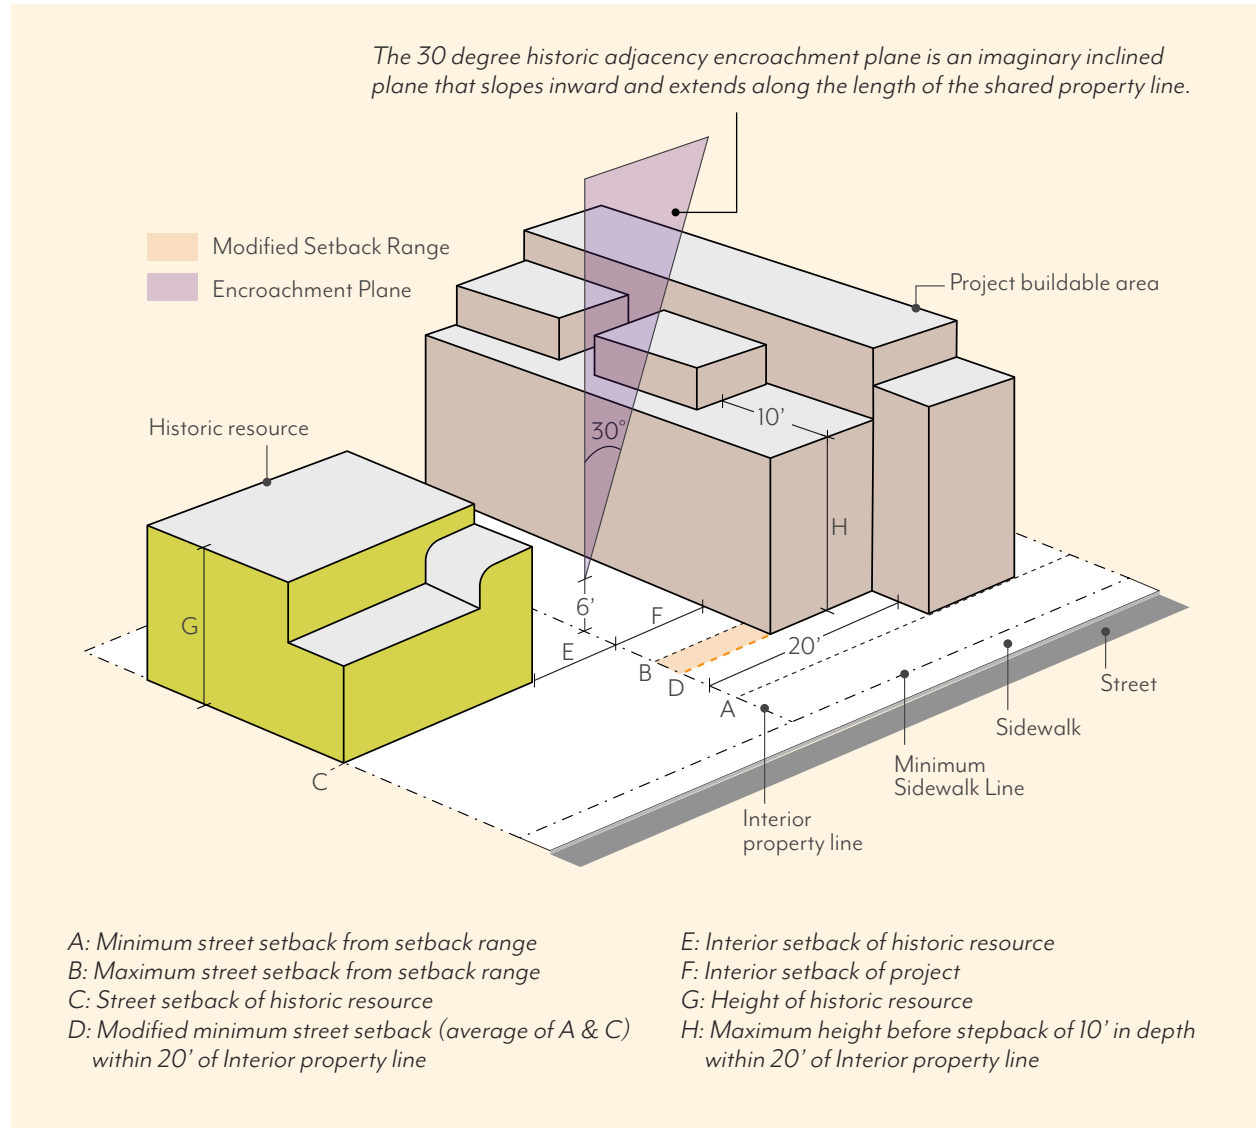 The 30 degree historic adjacency encroachment plane is an imaginary inclined
plane that slopes inward and extends along the length of the shared property line.
Modified Setback Range
Encroachment Plane
Project buildable area
Historic resource
10’
30°
H
G
6’
F
E
20’
B
D
A
C
Street
Sidewalk
Minimum
Sidewalk Line
Interior
property line
A: Minimum street setback from setback range
B: Maximum street setback from setback range
C: Street setback of historic resource
D: Modified minimum street setback (average of A & C)
within 20’ of Interior property line
E: Interior setback of historic resource
F: Interior setback of project
G: Height of historic resource
H: Maximum height before stepback of 10’ in depth
within 20’ of Interior property line